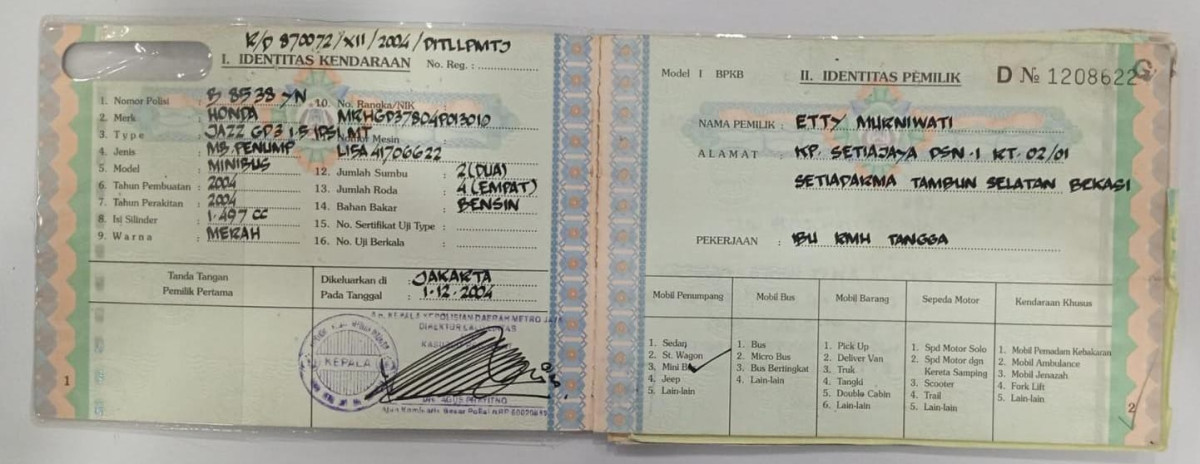 R/D 870072/XII/2004/DITLLPMTJ
I. IDENTITAS KENDARAAN No. Reg. :
1. Nomor Polisi : B 8538 YN
2. Merk : HONDA
3. Type : JAZZ GD3 1.5 IDSI MT
4. Jenis : MB. PENUMP
5. Model : MINIBUS
6. Tahun Pembuatan : 2004
7. Tahun Perakitan : 2004
8. Isi Silinder : 1.497 CC
9. Warna : MERAH
10. No. Rangka/NIK
MRHGD37804P013010
Mesin
L15A41706622
12. Jumlah Sumbu : 2 (DUA)
13. Jumlah Roda : 4 (EMPAT)
14. Bahan Bakar : BENSIN
15. No. Sertifikat Uji Type :
16. No. Uji Berkala :
Tanda Tangan
Pemilik Pertama
Dikeluarkan di : JAKARTA
Pada Tanggal : 1-12-2004
An. KEPALA KEPOLISIAN DAERAH METRO JAYA
KEPALA
1
Model I BPKB
II. IDENTITAS PEMILIK
D No 1208622 G
NAMA PEMILIK : ETTY MURNIWATI
ALAMAT : KP. SETIAJAYA DSN.1 RT. 02/01
SETIADARMA TAMBUN SELATAN BEKASI
PEKERJAAN : IBU RMH TANGGA
Mobil Penumpang
1. Sedan
2. St. Wagon
3. Mini
4. Jeep
5. Lain-lain
Mobil Bus
1. Bus
2. Micro Bus
3. Bus Bertingkat
4. Lain-lain
Mobil Barang
1. Pick Up
2. Deliver Van
3. Truk
4. Tangki
5. Double Cabin
6. Lain-lain
Sepeda Motor
1. Spd Motor Solo
2. Spd Motor dgn
Kereta Samping
3. Scooter
4. Trail
5. Lain-lain
Kendaraan Khusus
1. Mobil Pemadam Kebakaran
2. Mobil Ambulance
3. Mobil Jenazah
4. Fork Lift
5. Lain-lain
2